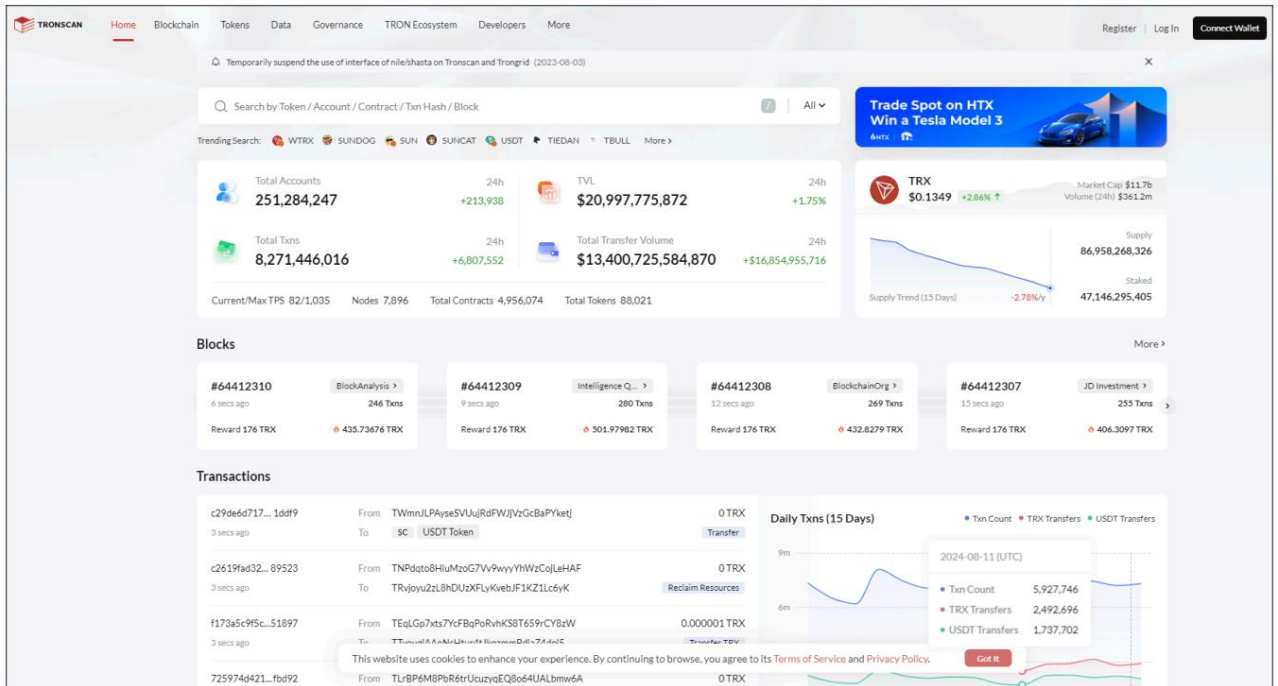 TRONSCAN Home Blockchain Tokens Data Governance TRON Ecosystem Developers More Register Log In Connect Wallet
Temporarily suspend the use of interface of nile/shasta on Tronscan and Trongrid (2023-08-03)
Search by Token / Account / Contract / Txn Hash / Block / All
Trade Spot on HTX
Win a Tesla Model 3
HTX
Trending Search: WTRX SUNDOG SUN SUNCAT USDT TIEDAN TBULL More
Total Accounts 24h
251,284,247 +213,938
TVL 24h
$20,997,775,872 +1.75%
Total Txns 24h
8,271,446,016 +6,807,552
Total Transfer Volume 24h
$13,400,725,584,870 +$16,854,955,716
Current/Max TPS 82/1,035 Nodes 7,896 Total Contracts 4,956,074 Total Tokens 88,021
TRX Market Cap $11.7b
$0.1349 +2.86% Volume (24h) $361.2m
Supply
86,958,268,326
Staked
Supply Trend (15 Days) -2.78%/y 47,146,295,405
Blocks More
#64412310 BlockAnalysis
6 secs ago 246 Txns
Reward 176 TRX 435.73676 TRX
#64412309 Intelligence Q...
9 secs ago 280 Txns
Reward 176 TRX 501.97982 TRX
#64412308 BlockchainOrg
12 secs ago 269 Txns
Reward 176 TRX 432.8279 TRX
#64412307 JD Investment
15 secs ago 255 Txns
Reward 176 TRX 406.3097 TRX
Transactions
c29de6d717... 1ddf9 From TWmnJLPAyseSVUujRdFWJJVzGcBaPYketj 0 TRX
3 secs ago To SC USDT Token Transfer
c2619fad32... 89523 From TNPdqto8HiuMzoG7Vv9wyyYhWzCojLeHAF 0 TRX
3 secs ago To TRvjoyu2zL8hDUzXFLyKvebJF1KZ1Lc6yK Reclaim Resources
f173a5c9f5c...51897 From TEqLGp7xts7YcFBqPoRvhKS8T659rCY8zW 0.000001 TRX
3 secs ago To Transfer TRX
725974d421...fbd92 From TLrBP6M8PbR6trUcuzyqEQ8o64UALbmw6A 0 TRX
Daily Txns (15 Days) Txn Count TRX Transfers USDT Transfers
9m
6m
2024-08-11 (UTC)
Txn Count 5,927,746
TRX Transfers 2,492,696
USDT Transfers 1,737,702
This website uses cookies to enhance your experience. By continuing to browse, you agree to its Terms of Service and Privacy Policy. Got it